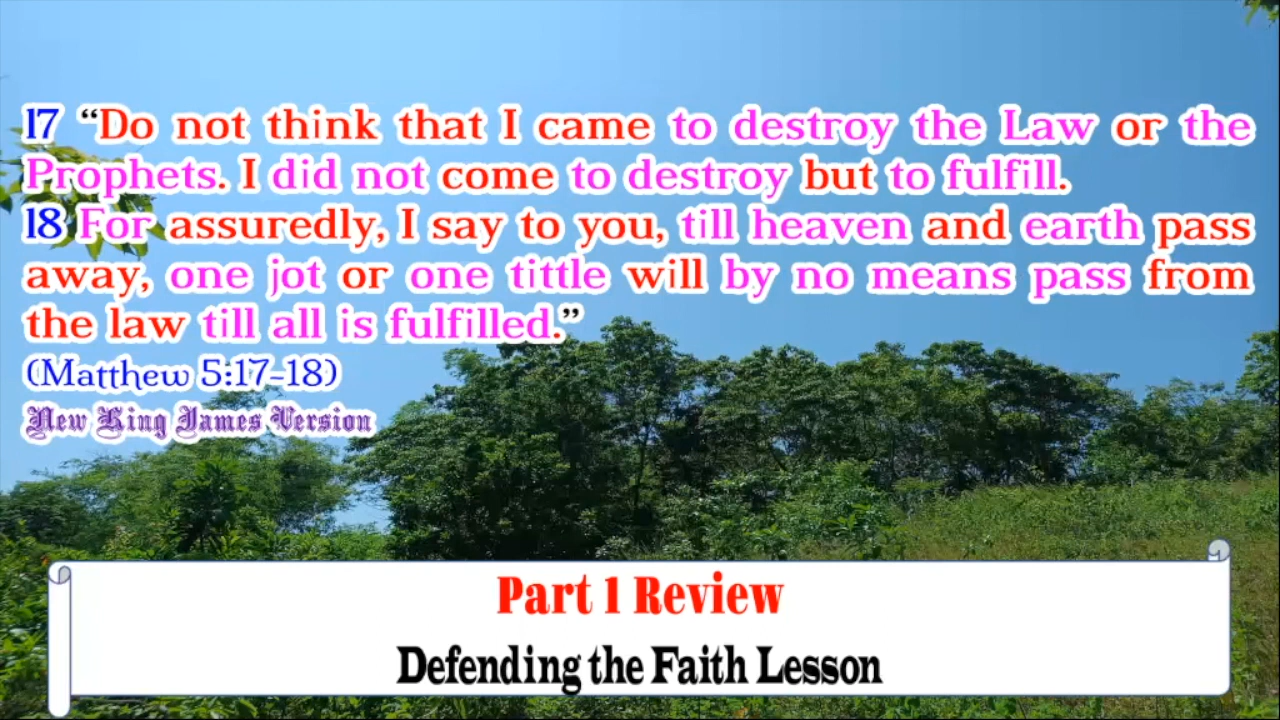 17 “Do not think that I came to destroy the Law or the
Prophets. I did not come to destroy but to fulfill.
18 For assuredly, I say to you, till heaven and earth pass
away, one jot or one tittle will by no means pass from
the law till all is fulfilled.”
(Matthew 5:17-18)
New King James Version
Part 1 Review
Defending the Faith Lesson